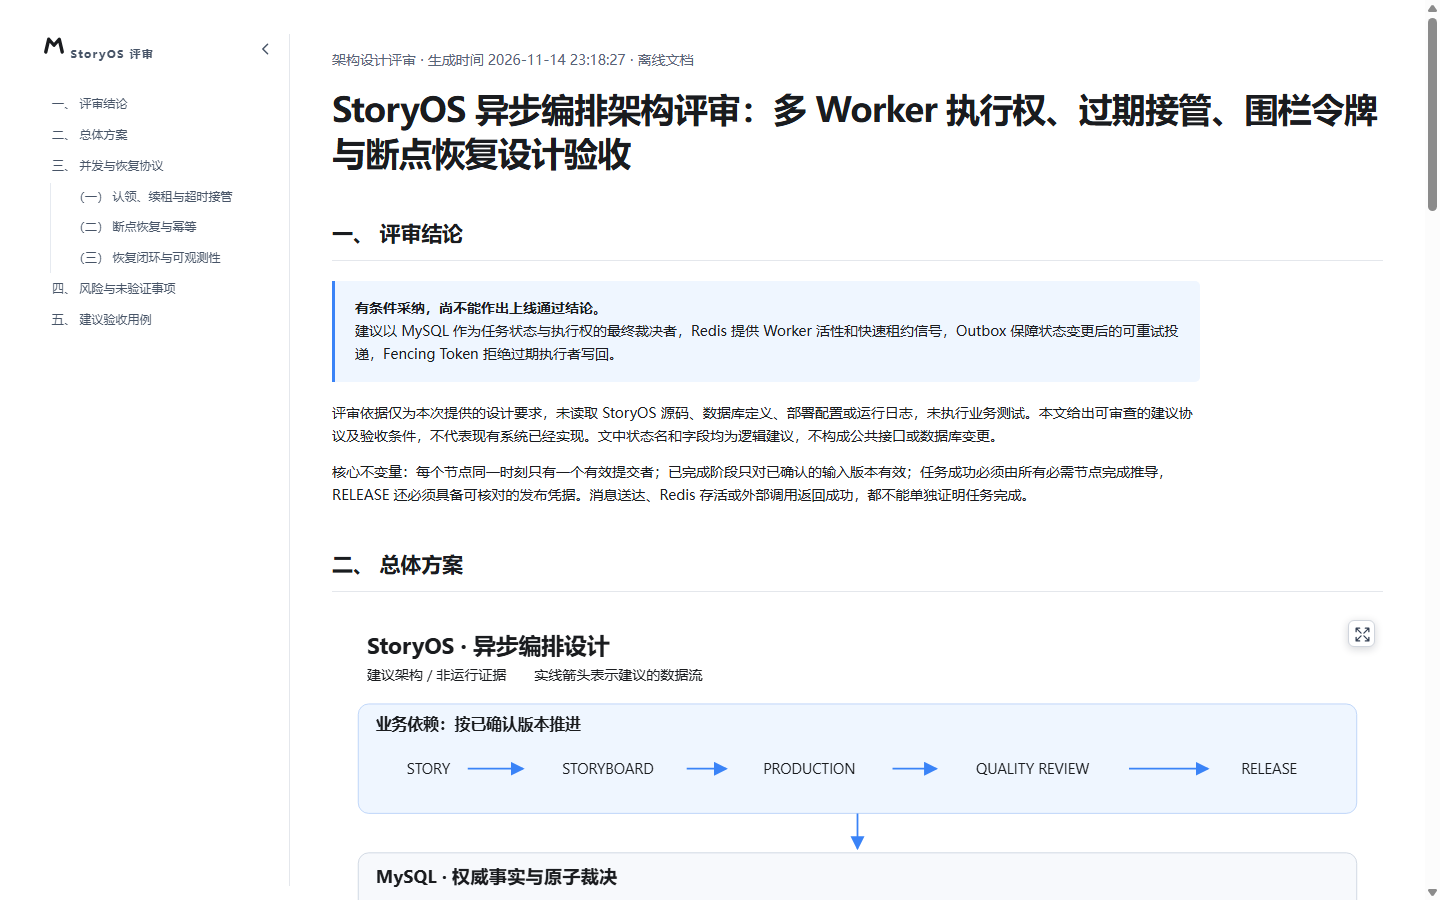 StoryOS 评审
一、 评审结论
二、 总体方案
三、 并发与恢复协议
（一） 认领、续租与超时接管
（二） 断点恢复与幂等
（三） 恢复闭环与可观测性
四、 风险与未验证事项
五、 建议验收用例
架构设计评审 · 生成时间 2026-11-14 23:18:27 · 离线文档
StoryOS 异步编排架构评审：多 Worker 执行权、过期接管、围栏令牌
与断点恢复设计验收
一、 评审结论
有条件采纳，尚不能作出上线通过结论。
建议以 MySQL 作为任务状态与执行权的最终裁决者，Redis 提供 Worker 活性和快速租约信号，Outbox 保障状态变更后的可重试投
递，Fencing Token 拒绝过期执行者写回。
评审依据仅为本次提供的设计要求，未读取 StoryOS 源码、数据库定义、部署配置或运行日志，未执行业务测试。本文给出可审查的建议协
议及验收条件，不代表现有系统已经实现。文中状态名和字段均为逻辑建议，不构成公共接口或数据库变更。
核心不变量：每个节点同一时刻只有一个有效提交者；已完成阶段只对已确认的输入版本有效；任务成功必须由所有必需节点完成推导，
RELEASE 还必须具备可核对的发布凭据。消息送达、Redis 存活或外部调用返回成功，都不能单独证明任务完成。
二、 总体方案
StoryOS · 异步编排设计
建议架构 / 非运行证据 实线箭头表示建议的数据流
业务依赖：按已确认版本推进
STORY STORYBOARD PRODUCTION QUALITY REVIEW RELEASE
MySQL · 权威事实与原子裁决